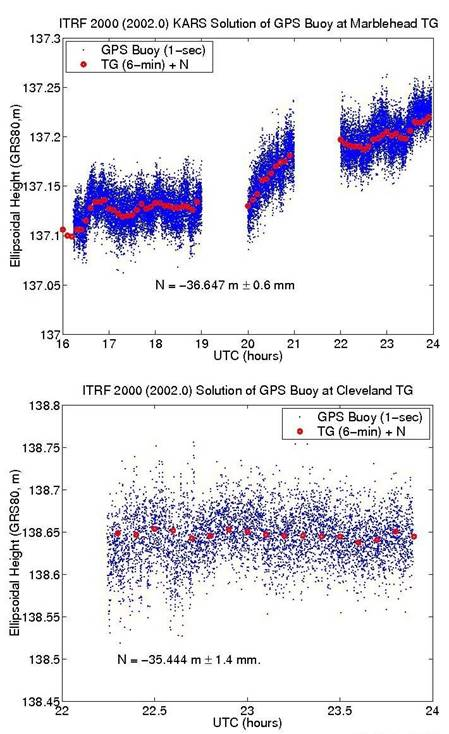 ITRF 2000 (2002.0) KARS Solution of GPS Buoy at Marblehead TG
137.3
GPS Buoy (1−sec)
TG (6−min) + N
137.25
137.2
137.15
137.1
137.05
137
Ellipsoidal Height (GRS80,m)
N = −36.647 m ± 0.6 mm
16 17 18 19 20 21 22 23 24
UTC (hours)
ITRF 2000 (2002.0) Solution of GPS Buoy at Cleveland TG
138.8
GPS Buoy (1−sec)
TG (6−min) + N
138.75
138.7
138.65
138.6
138.55
138.5
138.45
Ellipsoidal Height (GRS80, m)
N = −35.444 m ± 1.4 mm.
22 22.5 23 23.5 24
UTC (hours)